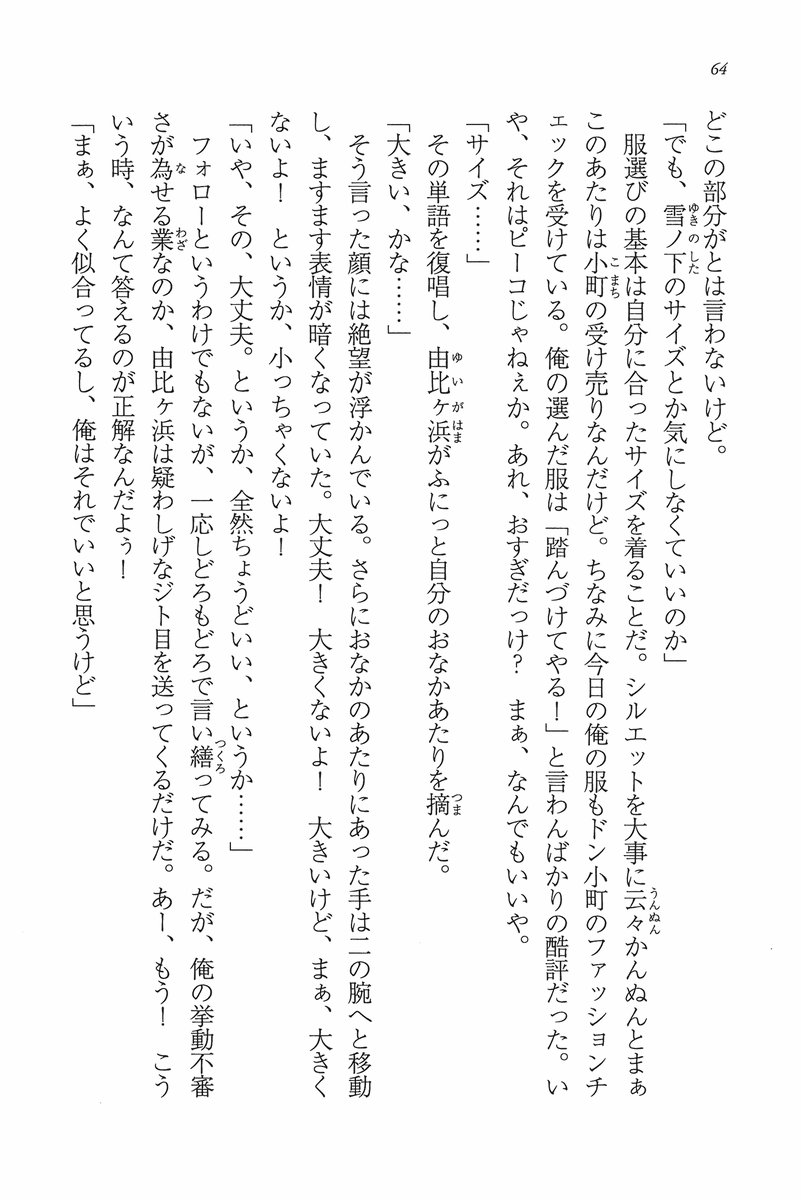 64
どこの部分がとは言わないけど。
「でも、雪ノ下のサイズとか気にしなくていいのか」
　服選びの基本は自分に合ったサイズを着ることだ。シルエットを大事に云々かんぬんとまぁ
このあたりは小町の受け売りなんだけど。ちなみに今日の俺の服もドン小町のファッションチ
ェックを受けている。俺の選んだ服は「踏んづけてやる！」と言わんばかりの酷評だった。い
や、それはピーコじゃねぇか。あれ、おすぎだっけ？　まぁ、なんでもいいや。
「サイズ……」
　その単語を復唱し、由比ヶ浜がふにっと自分のおなかあたりを摘んだ。
「大きい、かな……」
　そう言った顔には絶望が浮かんでいる。さらにおなかのあたりにあった手は二の腕へと移動
し、ますます表情が暗くなっていた。大丈夫！　大きくないよ！　大きいけど、まぁ、大きく
ないよ！　というか、小っちゃくないよ！
「いや、その、大丈夫。というか、全然ちょうどいい、というか……」
　フォローというわけでもないが、一応しどろもどろで言い繕ってみる。だが、俺の挙動不審
さが為せる業なのか、由比ヶ浜は疑わしげなジト目を送ってくるだけだ。あー、もう！　こう
いう時、なんて答えるのが正解なんだよぅ！
「まぁ、よく似合ってるし、俺はそれでいいと思うけど」